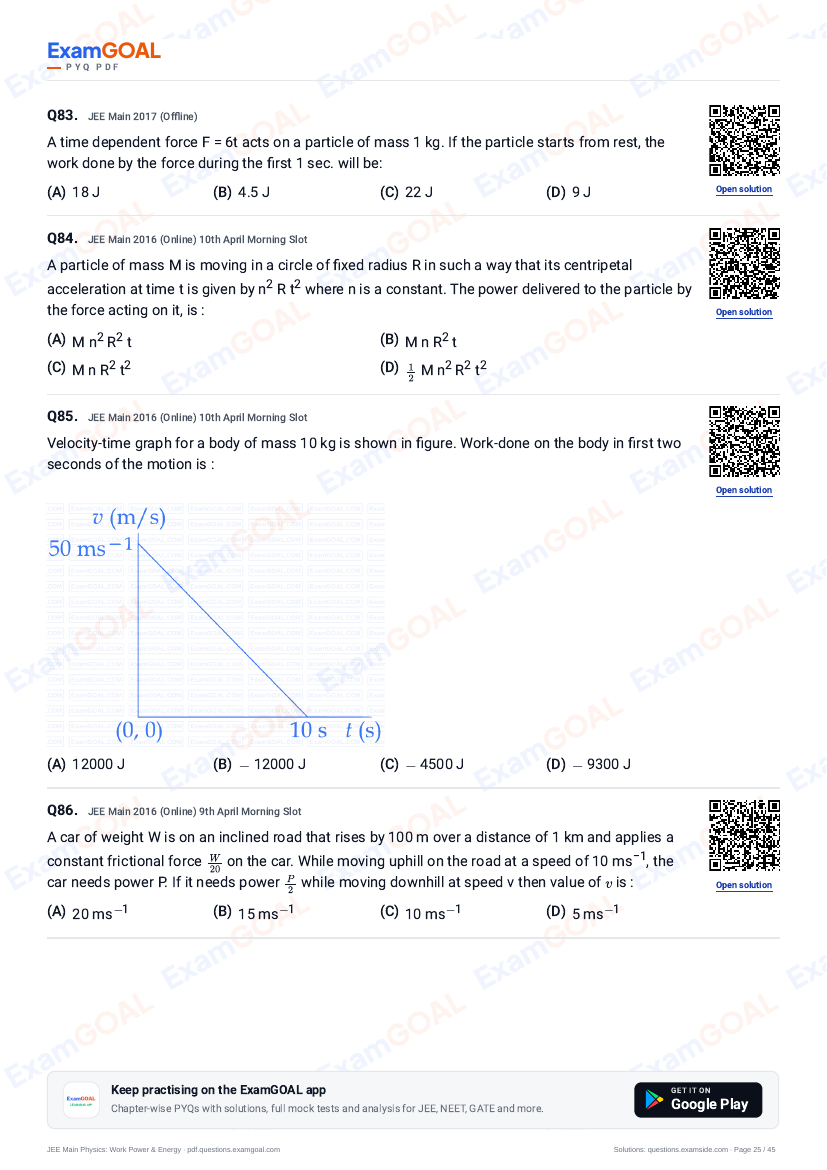 ExamGOAL
PYQ PDF
Q83. JEE Main 2017 (Offline)
A time dependent force F = 6t acts on a particle of mass 1 kg. If the particle starts from rest, the
work done by the force during the first 1 sec. will be:
(A) 18 J (B) 4.5 J (C) 22 J (D) 9 J
Open solution
Q84. JEE Main 2016 (Online) 10th April Morning Slot
A particle of mass M is moving in a circle of fixed radius R in such a way that its centripetal
acceleration at time t is given by n² R t² where n is a constant. The power delivered to the particle by
the force acting on it, is :
Open solution
(A) M n² R² t (B) M n R² t
(C) M n R² t² (D) 1/2 M n² R² t²
Q85. JEE Main 2016 (Online) 10th April Morning Slot
Velocity-time graph for a body of mass 10 kg is shown in figure. Work-done on the body in first two
seconds of the motion is :
Open solution
v (m/s)
50 ms⁻¹
(0, 0) 10 s t (s)
(A) 12000 J (B) − 12000 J (C) − 4500 J (D) − 9300 J
Q86. JEE Main 2016 (Online) 9th April Morning Slot
A car of weight W is on an inclined road that rises by 100 m over a distance of 1 km and applies a
constant frictional force W/20 on the car. While moving uphill on the road at a speed of 10 ms⁻¹, the
car needs power P. If it needs power P/2 while moving downhill at speed v then value of v is :
Open solution
(A) 20 ms⁻¹ (B) 15 ms⁻¹ (C) 10 ms⁻¹ (D) 5 ms⁻¹
ExamGOAL
Keep practising on the ExamGOAL app
Chapter-wise PYQs with solutions, full mock tests and analysis for JEE, NEET, GATE and more.
GET IT ON
Google Play
JEE Main Physics: Work Power & Energy · pdf.questions.examgoal.com
Solutions: questions.examside.com · Page 25 / 45